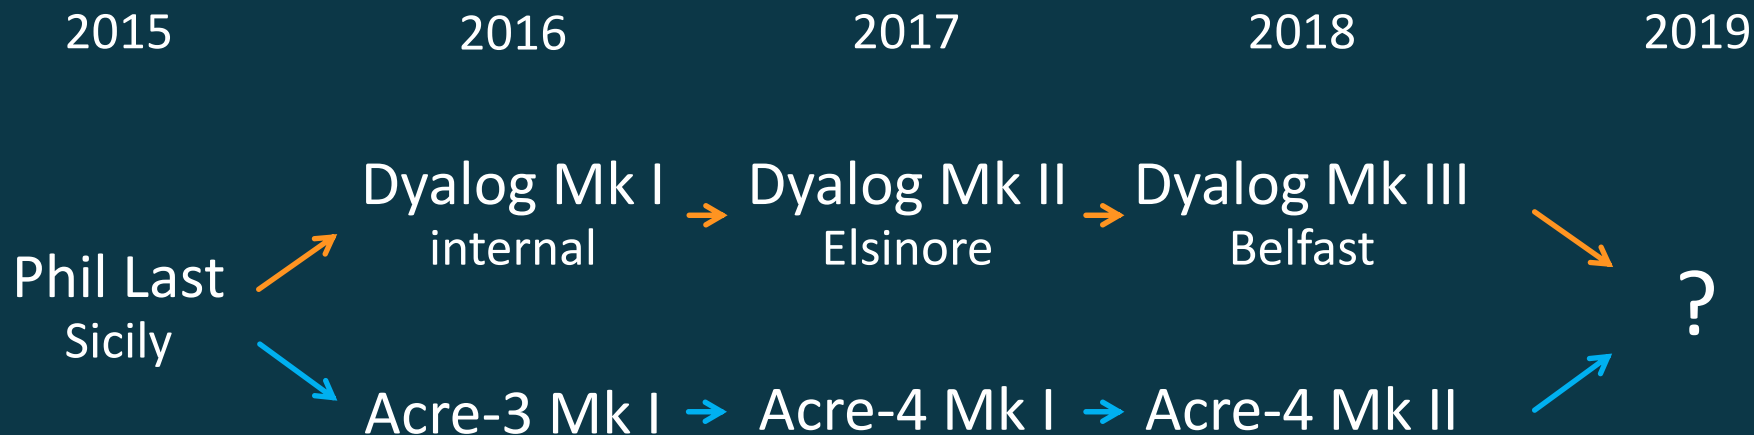 2015 2016 2017 2018 2019
Dyalog Mk I Dyalog Mk II Dyalog Mk III
internal Elsinore Belfast
Phil Last
Sicily
?
Acre-3 Mk I Acre-4 Mk I Acre-4 Mk II